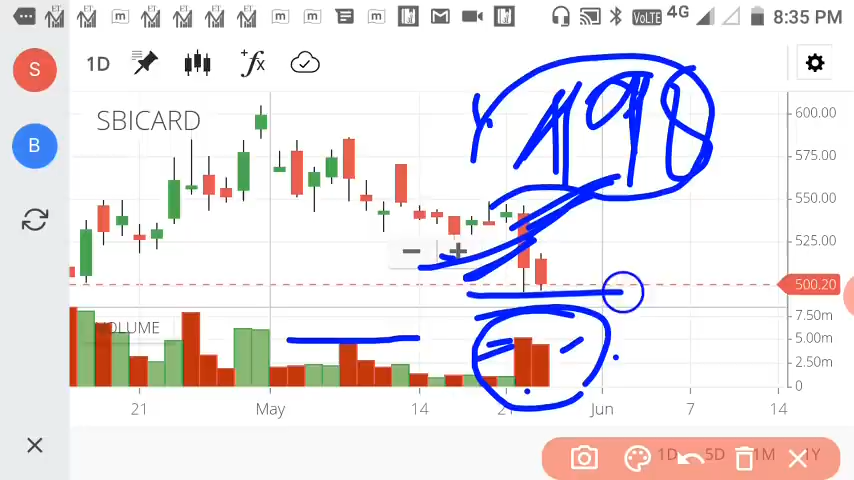 VoLTE 4G 8:35 PM
S 1D +fx
SBICARD
B
600.00
575.00
550.00
525.00
500.20
VOLUME
7.50m
5.00m
2.50m
0
21 May 14 Jun 7 14
1D 5D 1M 1Y